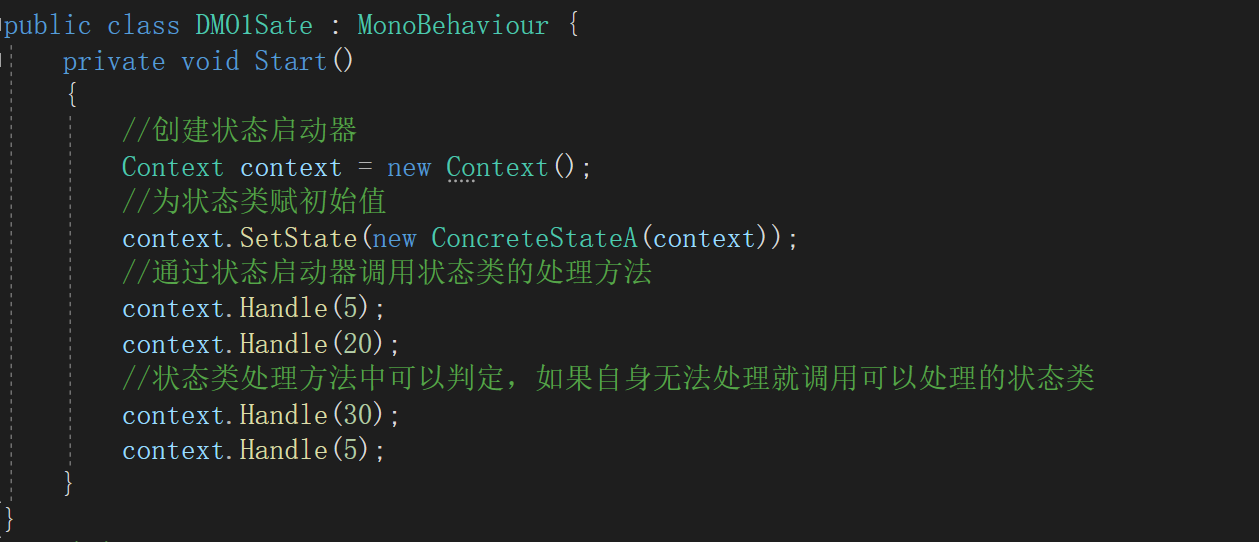 public class DMO1Sate : MonoBehaviour {
private void Start()
{
//创建状态启动器
Context context = new Context();
//为状态类赋初始值
context.SetState(new ConcreteStateA(context));
//通过状态启动器调用状态类的处理方法
context.Handle(5);
context.Handle(20);
//状态类处理方法中可以判定，如果自身无法处理就调用可以处理的状态类
context.Handle(30);
context.Handle(5);
}
}